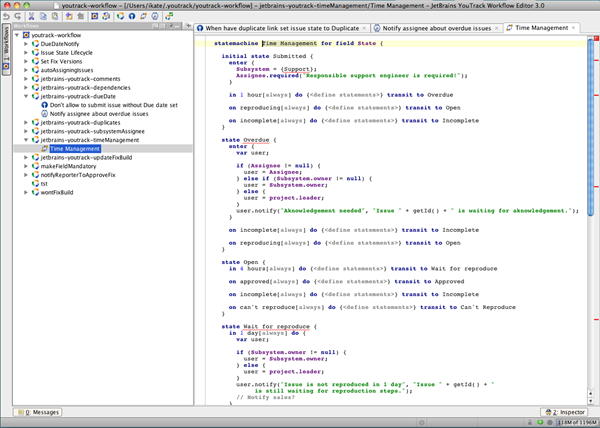 youtrack-workflow - [/Users/ikate/.youtrack/youtrack-workflow] - jetbrains-youtrack-timeManagement/Time Management - JetBrains YouTrack Workflow Editor 3.0
Workflows
youtrack-workflow
DueDateNotify
Issue State Lifecycle
Set Fix Versions
autoAssigningIssues
jetbrains-youtrack-comments
jetbrains-youtrack-dependencies
jetbrains-youtrack-dueDate
Don't allow to submit issue without Due date set
Notify assignee about overdue issues
jetbrains-youtrack-duplicates
jetbrains-youtrack-subsystemAssignee
jetbrains-youtrack-timeManagement
Time Management
jetbrains-youtrack-updateFixBuild
makeFieldMandatory
notifyReporterToApproveFix
tst
wontFixBuild
1: Workflows
When have duplicate link set issue state to Duplicate
Notify assignee about overdue issues
Time Management
statemachine Time Management for field State {
initial state Submitted {
enter {
Subsystem = {Support};
Assignee.required("Responsible support engineer is required!");
}
in 1 hour[always] do {<define statements>} transit to Overdue
on reproducing[always] do {<define statements>} transit to Open
on incomplete[always] do {<define statements>} transit to Incomplete
}
state Overdue {
enter {
var user;
if (Assignee != null) {
user = Assignee;
} else if (Subsystem.owner != null) {
user = Subsystem.owner;
} else {
user = project.leader;
}
user.notify("Aknowledgement needed", "Issue " + getId() + " is waiting for aknowledgement.");
}
on incomplete[always] do {<define statements>} transit to Incomplete
on reproducing[always] do {<define statements>} transit to Open
}
state Open {
in 4 hours[always] do {<define statements>} transit to Wait for reproduce
on approved[always] do {<define statements>} transit to Approved
on incomplete[always] do {<define statements>} transit to Incomplete
on can't reproduce[always] do {<define statements>} transit to Can't Reproduce
}
state Wait for reproduce {
in 1 day[always] do {
var user;
if (Subsystem.owner != null) {
user = Subsystem.owner;
} else {
user = project.leader;
}
user.notify("Issue is not reproduced in 1 day", "Issue " + getId() + "
is still waiting for reproduction steps.");
// Notify sales?
}
0: Messages
2: Inspector
118M of 1196M